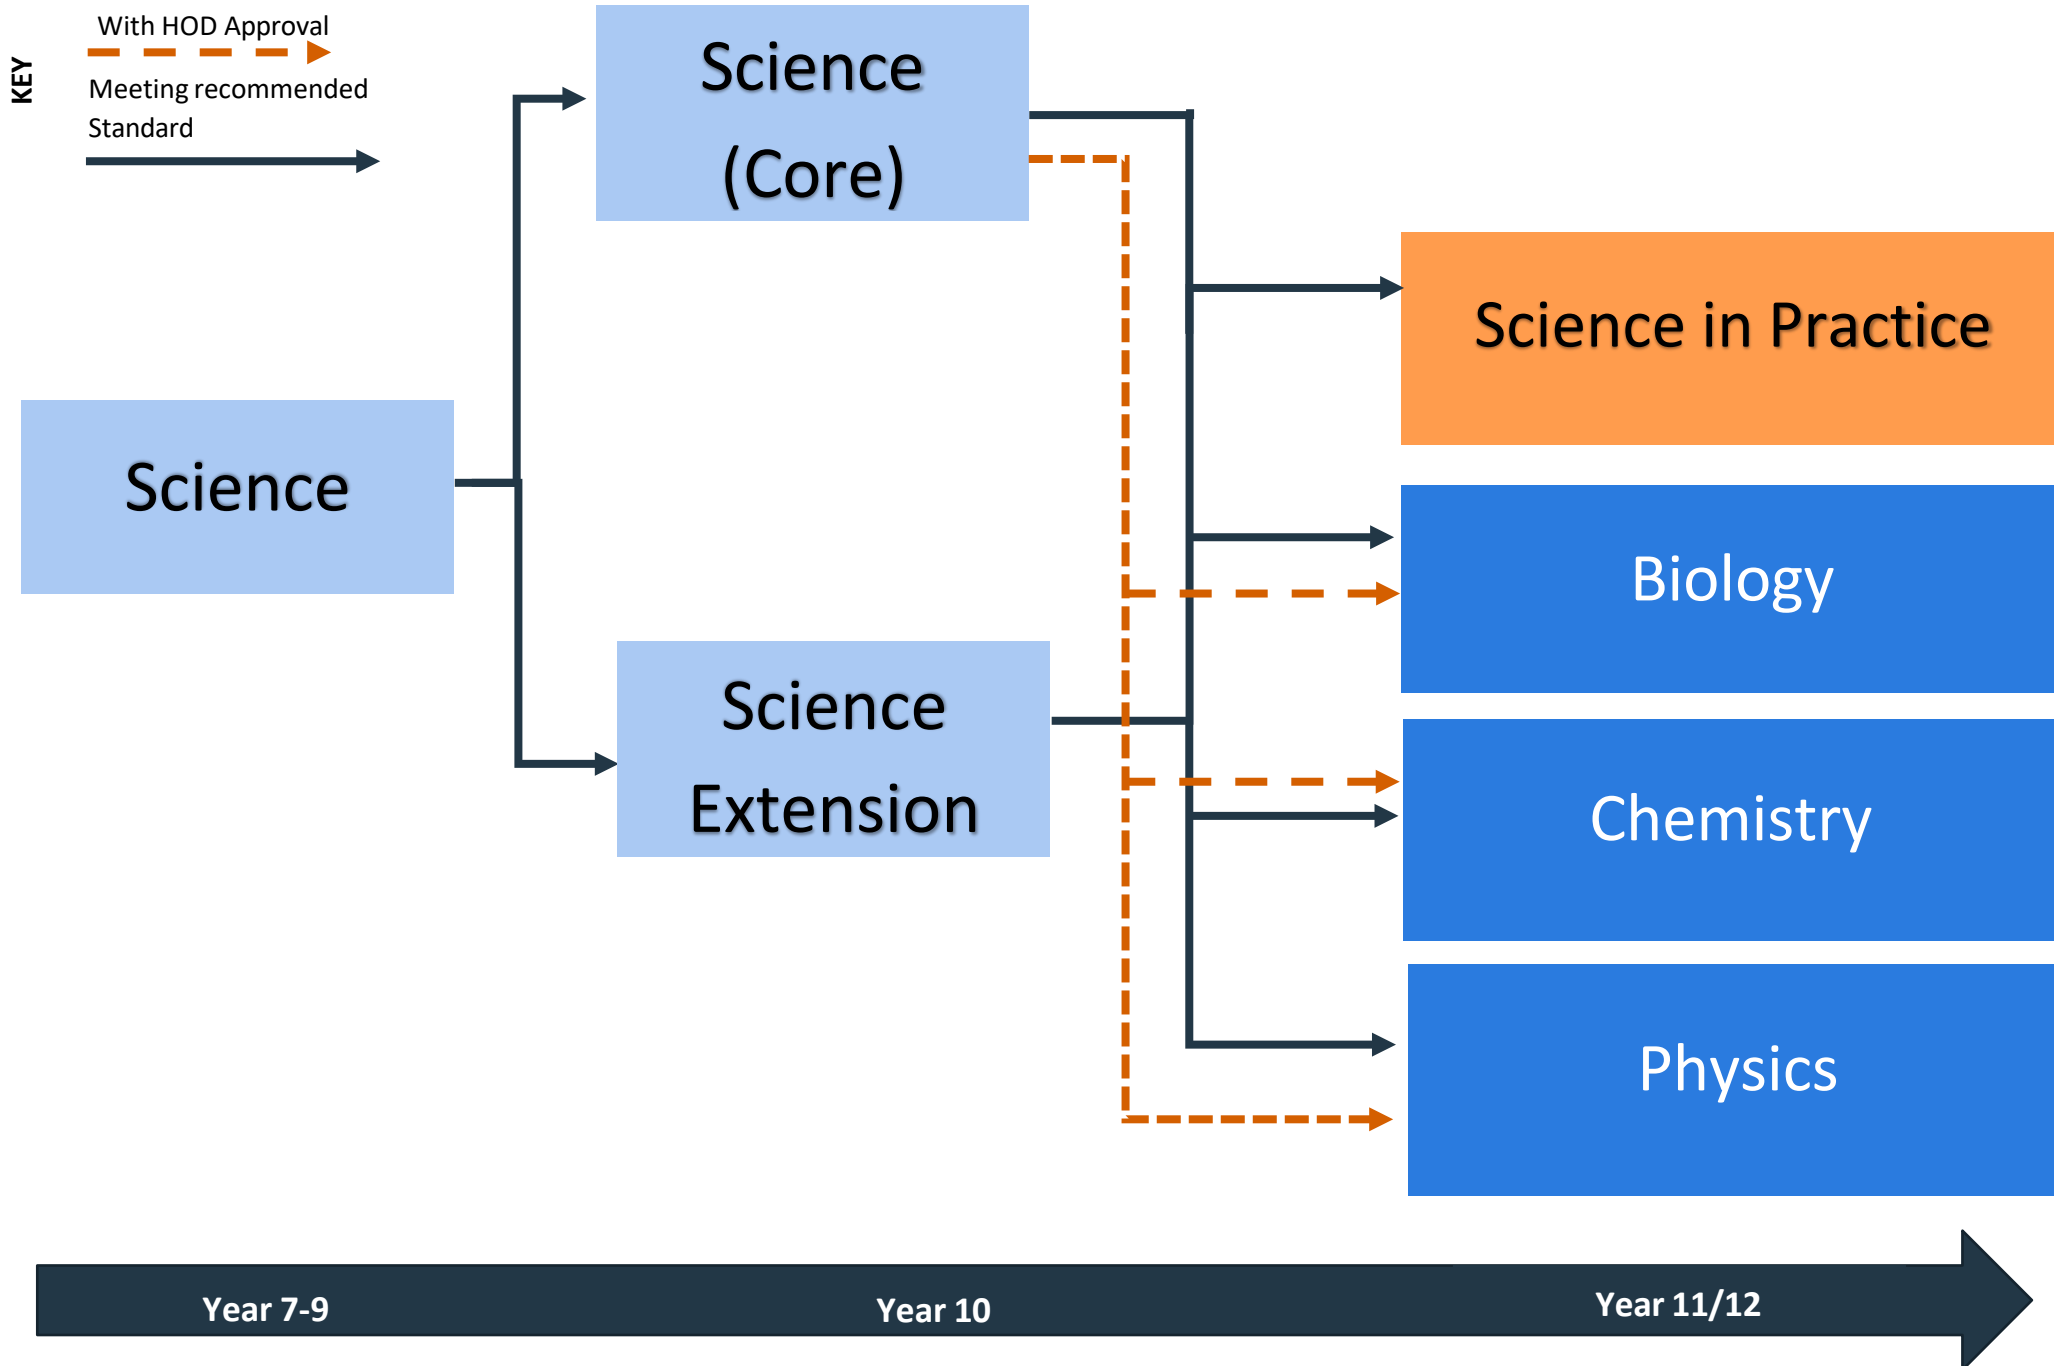 KEY
With HOD Approval
Meeting recommended
Standard
Science
(Core)
Science in Practice
Science
Biology
Science
Extension
Chemistry
Physics
Year 7-9
Year 10
Year 11/12